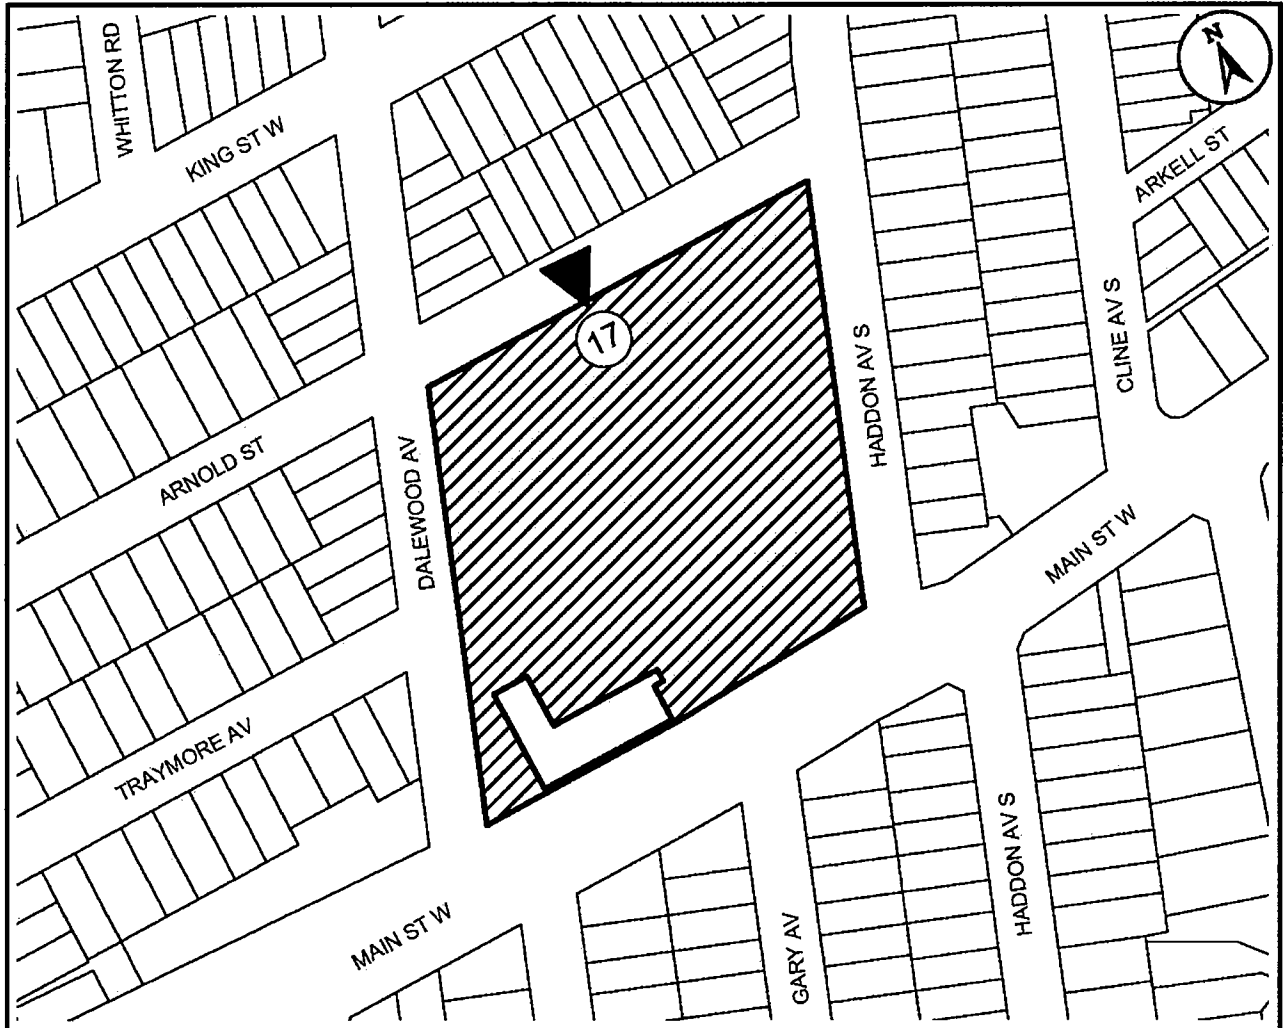 WHITTON RD
N
KING ST W
ARKELL ST
17
CLINE AV S
HADDON AV S
ARNOLD ST
DALEWOOD AV
MAIN ST W
TRAYMORE AV
HADDON AV S
MAIN ST W
GARY AV